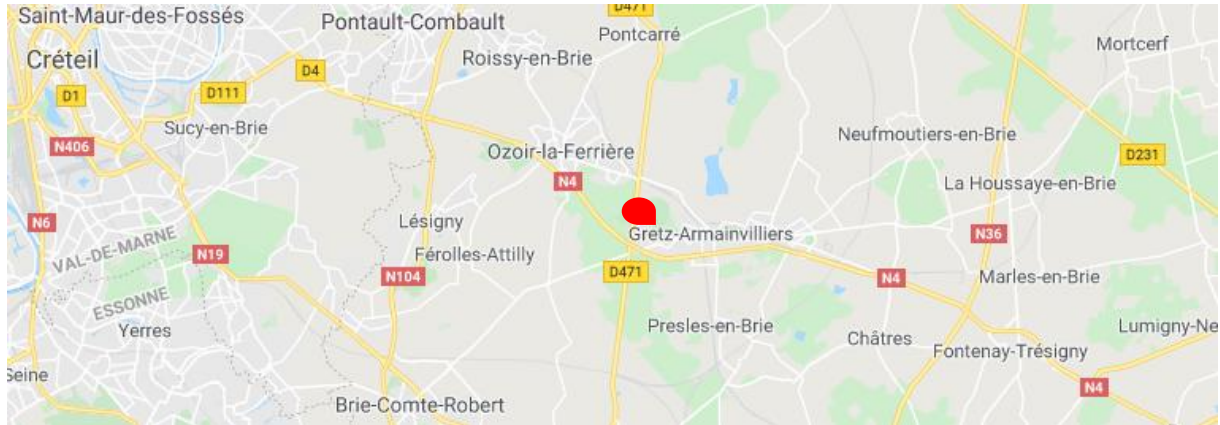 Saint-Maur-des-Fossés
Pontault-Combault
D471
Pontcarré
Mortcerf
Créteil
Roissy-en-Brie
D4
D1
D111
Sucy-en-Brie
Neufmoutiers-en-Brie
N406
Ozoir-la-Ferrière
D231
N4
La Houssaye-en-Brie
N6
Lésigny
Gretz-Armainvilliers
N36
VAL-DE-MARNE
N19
Férolles-Attilly
D471
N104
N4
Marles-en-Brie
ESSONNE
Yerres
Presles-en-Brie
Châtres
Lumigny-Ne
Fontenay-Trésigny
Seine
N4
Brie-Comte-Robert